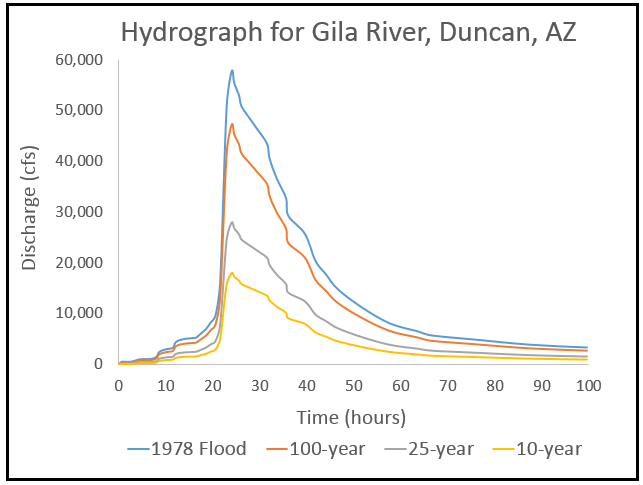 Hydrograph for Gila River, Duncan, AZ
60,000
50,000
40,000
30,000
20,000
10,000
0
Discharge (cfs)
0 10 20 30 40 50 60 70 80 90 100
Time (hours)
1978 Flood 100-year 25-year 10-year